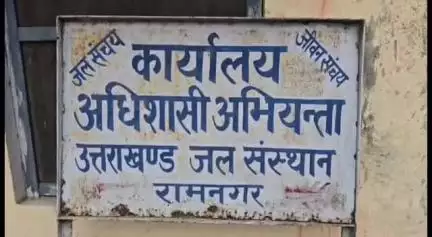 जल संचय
जीवन संचय
कार्यालय
अधिशासी अभियन्ता
उत्तराखण्ड जल संस्थान
रामनगर